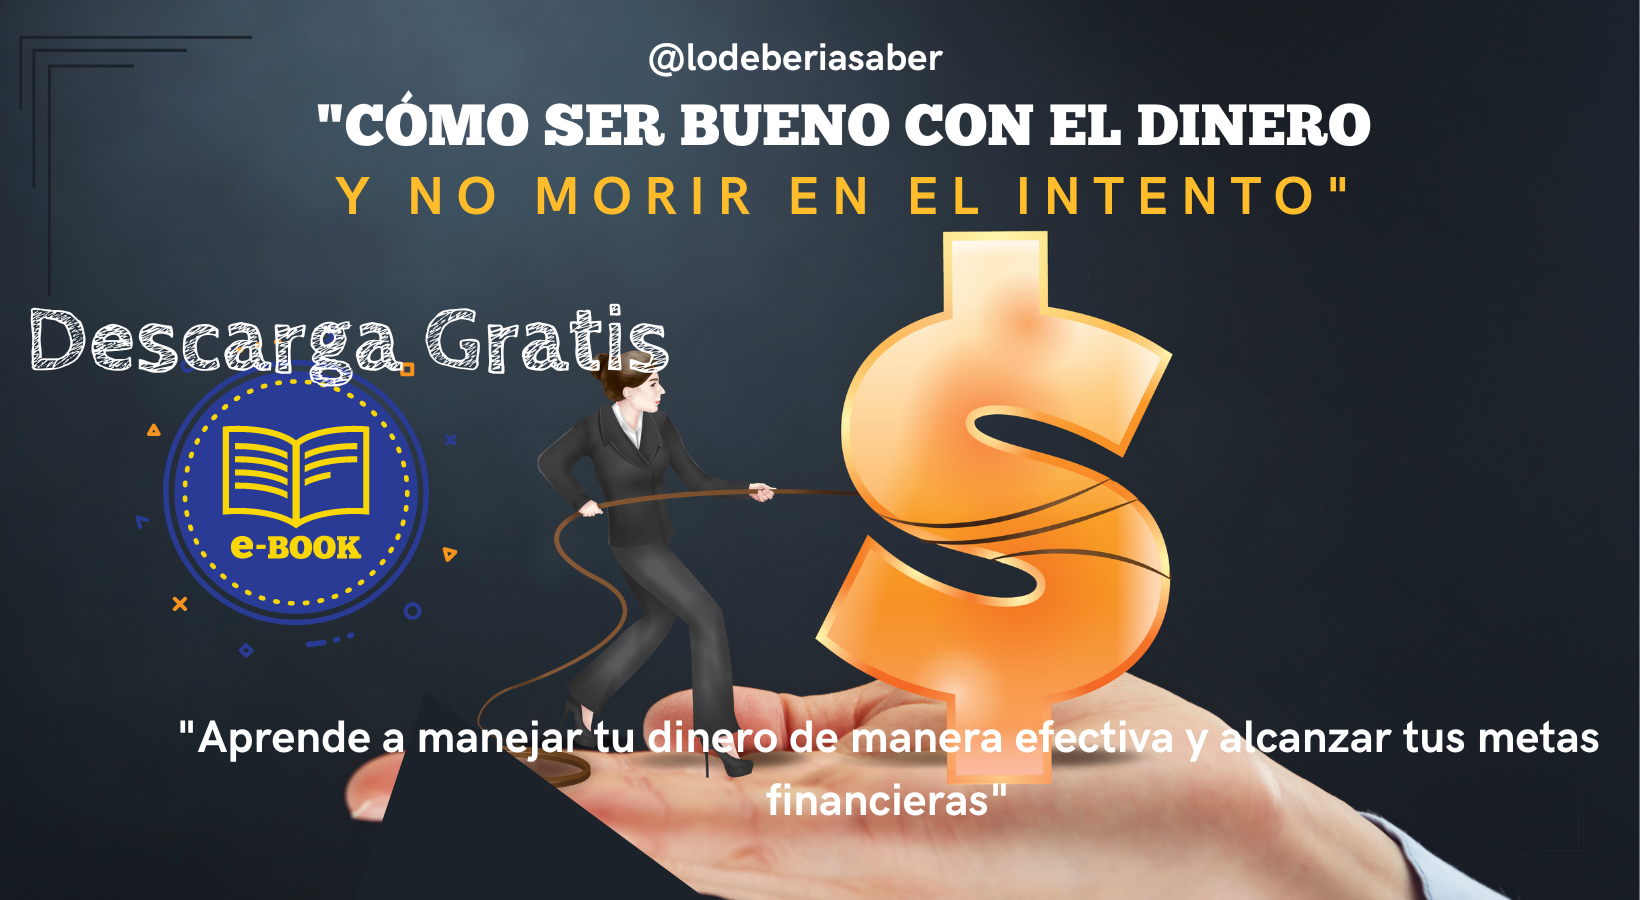 @lodeberiasaber
"CÓMO SER BUENO CON EL DINERO
Y NO MORIR EN EL INTENTO"
Descarga Gratis
e-BOOK
"Aprende a manejar tu dinero de manera efectiva y alcanzar tus metas
financieras"